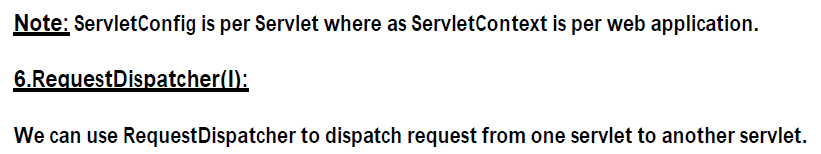 Note: ServletConfig is per Servlet where as ServletContext is per web application.
6.RequestDispatcher(I):
We can use RequestDispatcher to dispatch request from one servlet to another servlet.